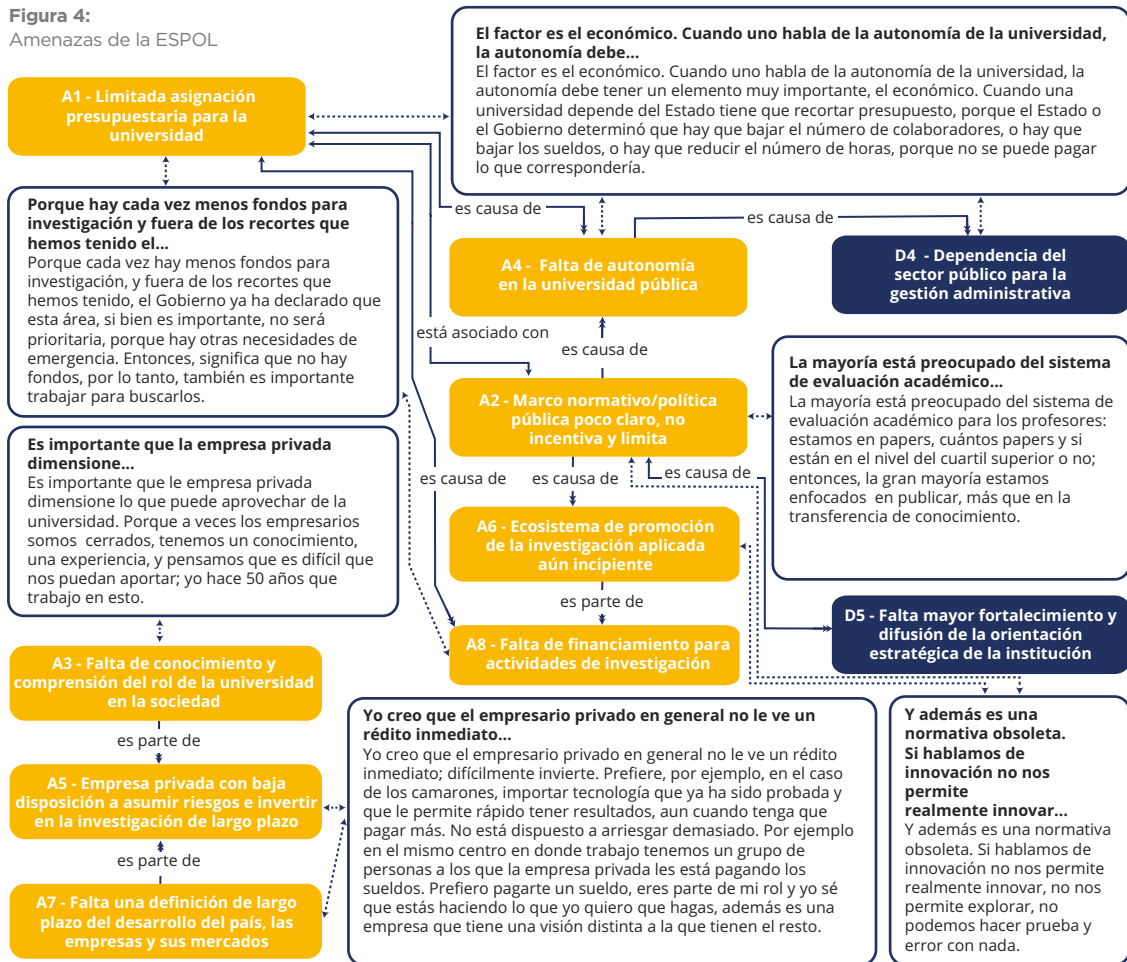 Figura 4:
Amenazas de la ESPOL
El factor es el económico. Cuando uno habla de la autonomía de la universidad,
la autonomía debe...
El factor es el económico. Cuando uno habla de la autonomía de la universidad, la
autonomía debe tener un elemento muy importante, el económico. Cuando una
universidad depende del Estado tiene que recortar presupuesto, porque el Estado o
el Gobierno determinó que hay que bajar el número de colaboradores, o hay que
bajar los sueldos, o hay que reducir el número de horas, porque no se puede pagar
lo que correspondería.
A1 - Limitada asignación
presupuestaria para la
universidad
Porque hay cada vez menos fondos para
investigación y fuera de los recortes que
hemos tenido el...
Porque cada vez hay menos fondos para
investigación, y fuera de los recortes que
hemos tenido, el Gobierno ya ha declarado que
esta área, si bien es importante, no será
prioritaria, porque hay otras necesidades de
emergencia. Entonces, significa que no hay
fondos, por lo tanto, también es importante
trabajar para buscarlos.
es causa de
es causa de
A4 - Falta de autonomía
en la universidad pública
D4 - Dependencia del
sector público para la
gestión administrativa
está asociado con
es causa de
A2 - Marco normativo/política
pública poco claro, no
incentiva y limita
La mayoría está preocupado del sistema
de evaluación académico...
La mayoría está preocupado del sistema de
evaluación académico para los profesores:
estamos en papers, cuántos papers y si
están en el nivel del cuartil superior o no;
entonces, la gran mayoría estamos
enfocados en publicar, más que en la
transferencia de conocimiento.
Es importante que la empresa privada
dimensione...
Es importante que le empresa privada
dimensione lo que puede aprovechar de la
universidad. Porque a veces los empresarios
somos cerrados, tenemos un conocimiento,
una experiencia, y pensamos que es difícil que
nos puedan aportar; yo hace 50 años que
trabajo en esto.
es causa de
es causa de
es causa de
A6 - Ecosistema de promoción
de la investigación aplicada
aún incipiente
es parte de
A8 - Falta de financiamiento para
actividades de investigación
D5 - Falta mayor fortalecimiento y
difusión de la orientación
estratégica de la institución
A3 - Falta de conocimiento y
comprensión del rol de la universidad
en la sociedad
es parte de
A5 - Empresa privada con baja
disposición a asumir riesgos e invertir
en la investigación de largo plazo
es parte de
A7 - Falta una definición de largo
plazo del desarrollo del país, las
empresas y sus mercados
Yo creo que el empresario privado en general no le ve un
rédito inmediato...
Yo creo que el empresario privado en general no le ve un rédito
inmediato; difícilmente invierte. Prefiere, por ejemplo, en el caso
de los camarones, importar tecnología que ya ha sido probada y
que le permite rápido tener resultados, aun cuando tenga que
pagar más. No está dispuesto a arriesgar demasiado. Por ejemplo
en el mismo centro en donde trabajo tenemos un grupo de
personas a los que la empresa privada les está pagando los
sueldos. Prefiero pagarte un sueldo, eres parte de mi rol y yo sé
que estás haciendo lo que yo quiero que hagas, además es una
empresa que tiene una visión distinta a la que tienen el resto.
Y además es una
normativa obsoleta.
Si hablamos de
innovación no nos
permite
realmente innovar...
Y además es una normativa
obsoleta. Si hablamos de
innovación no nos permite
realmente innovar, no nos
permite explorar, no
podemos hacer prueba y
error con nada.